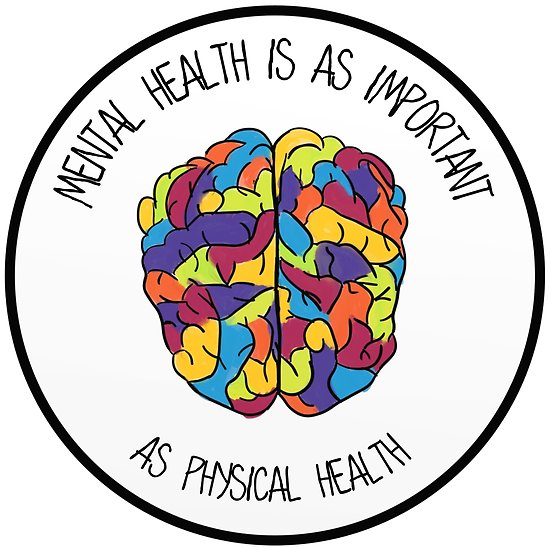 MENTAL HEALTH IS AS IMPORTANT
AS PHYSICAL HEALTH